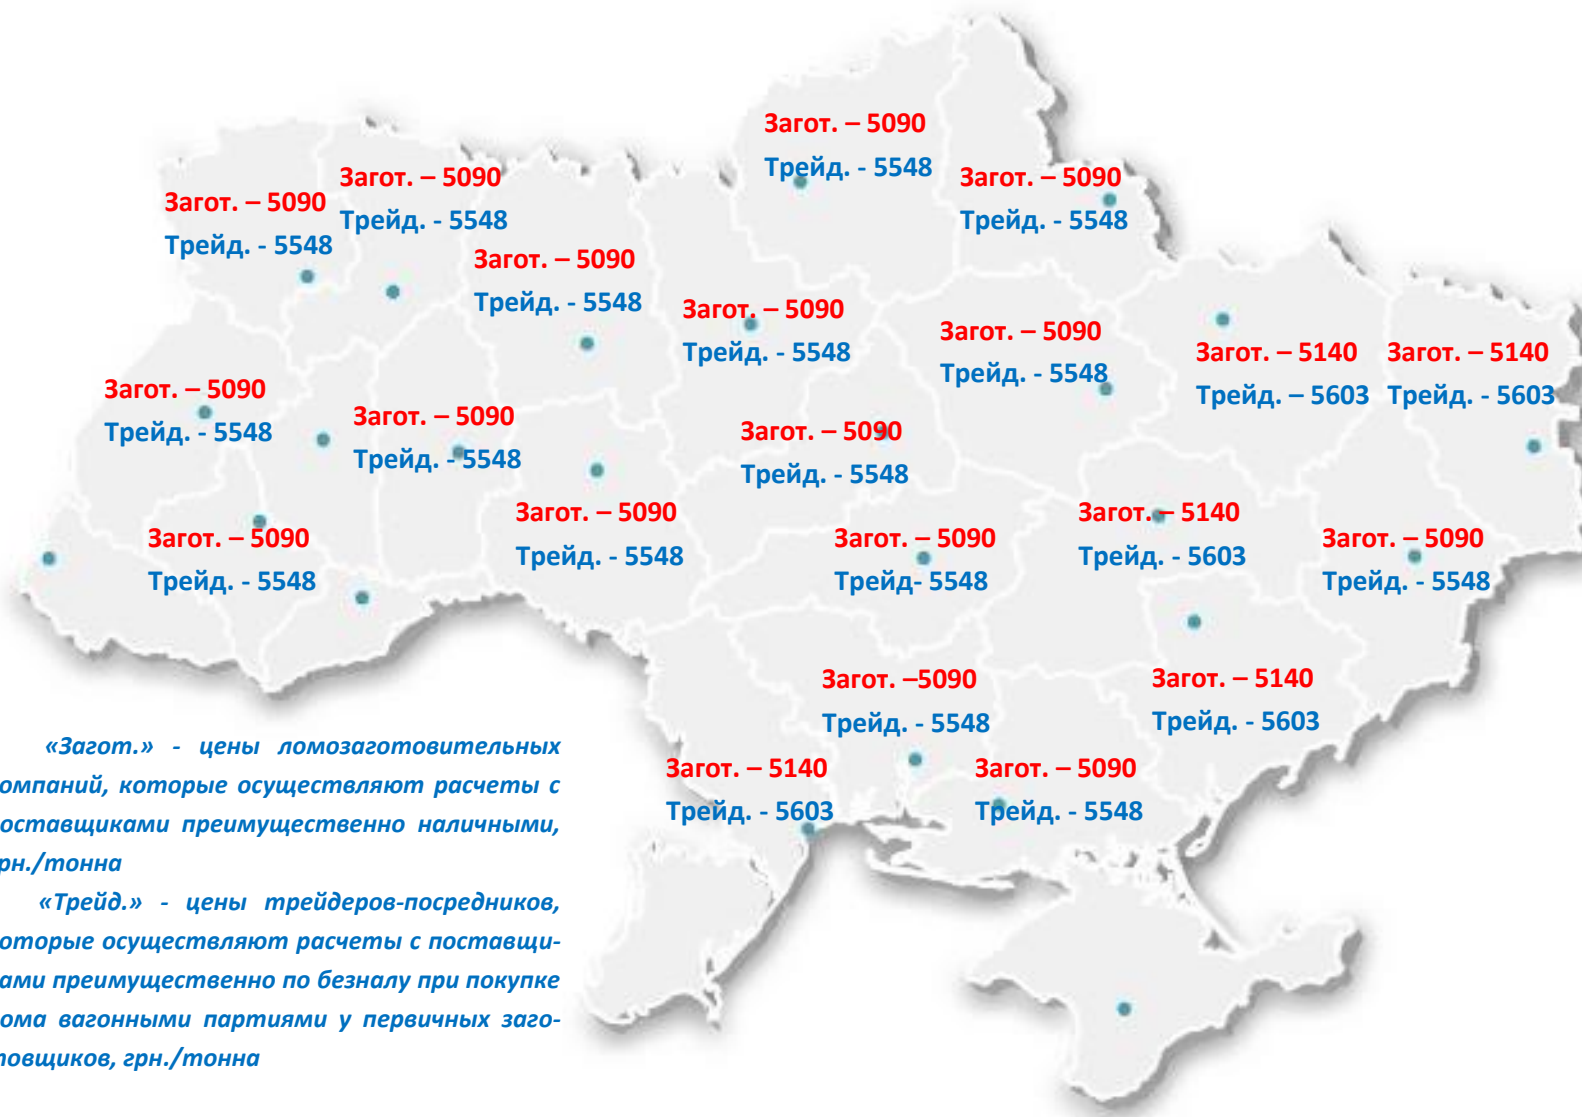 Загот. – 5090
Трейд. - 5548
Загот. – 5090
Трейд. - 5548
Загот. – 5090
Трейд. - 5548
Загот. – 5090
Трейд. - 5548
Загот. – 5090
Трейд. - 5548
Загот. – 5090
Трейд. - 5548
Загот. – 5090
Трейд. - 5548
Загот. – 5140
Трейд. – 5603
Загот. – 5140
Трейд. - 5603
Загот. – 5090
Трейд. - 5548
Загот. – 5090
Трейд. - 5548
Загот. – 5090
Трейд. - 5548
Загот. – 5090
Трейд. - 5548
Загот. – 5090
Трейд. - 5548
Загот. – 5090
Трейд- 5548
Загот. – 5140
Трейд. - 5603
Загот. – 5090
Трейд. - 5548
Загот. –5090
Трейд. - 5548
Загот. – 5140
Трейд. - 5603
Загот. – 5140
Трейд. - 5603
Загот. – 5090
Трейд. - 5548
«Загот.» - цены ломозаготовительных
омпаний, которые осуществляют расчеты с
оставщиками преимущественно наличными,
рн./тонна
«Трейд.» - цены трейдеров-посредников,
оторые осуществляют расчеты с поставщи-
ами преимущественно по безналу при покупке
ома вагонными партиями у первичных заго-
товщиков, грн./тонна